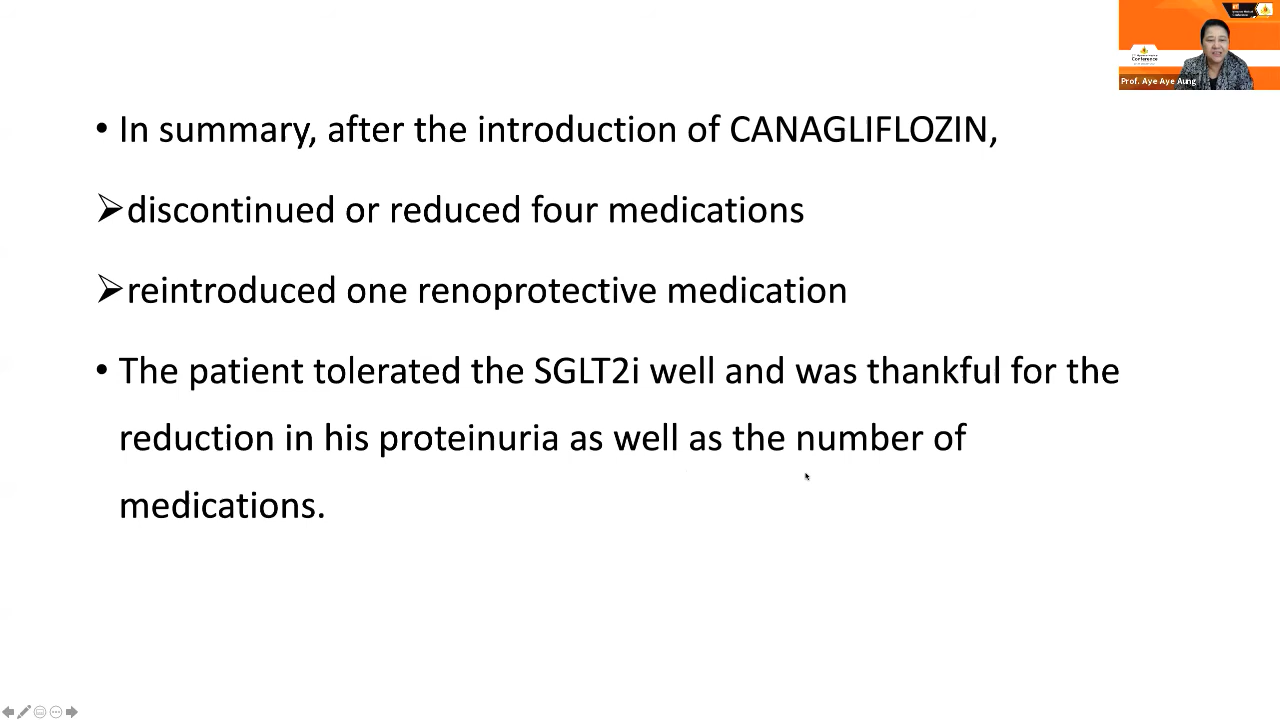 • In summary, after the introduction of CANAGLIFLOZIN,
➢discontinued or reduced four medications
➢reintroduced one renoprotective medication
• The patient tolerated the SGLT2i well and was thankful for the
reduction in his proteinuria as well as the number of
medications.
Conference
Prof. Aye Aye Aung